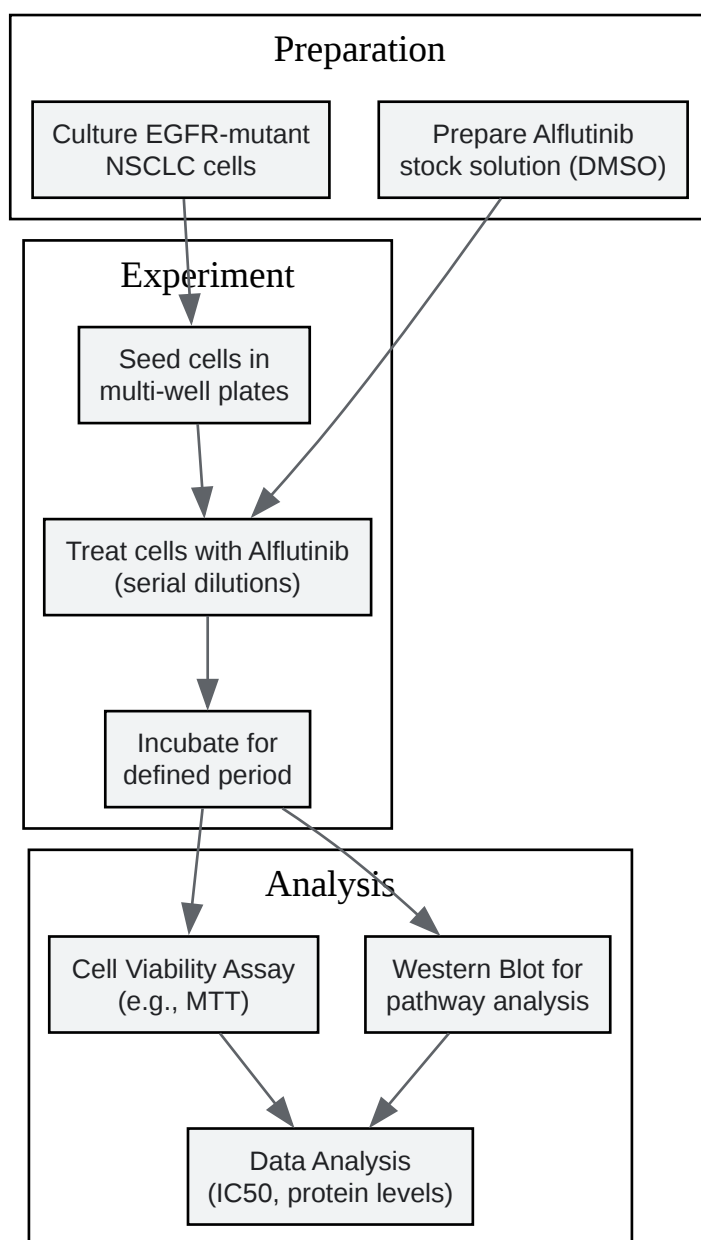 Preparation
Culture EGFR-mutant
NSCLC cells
Prepare Alflutinib
stock solution (DMSO)
Experiment
Seed cells in
multi-well plates
Treat cells with Alflutinib
(serial dilutions)
Incubate for
defined period
Analysis
Cell Viability Assay
(e.g., MTT)
Western Blot for
pathway analysis
Data Analysis
(IC50, protein levels)